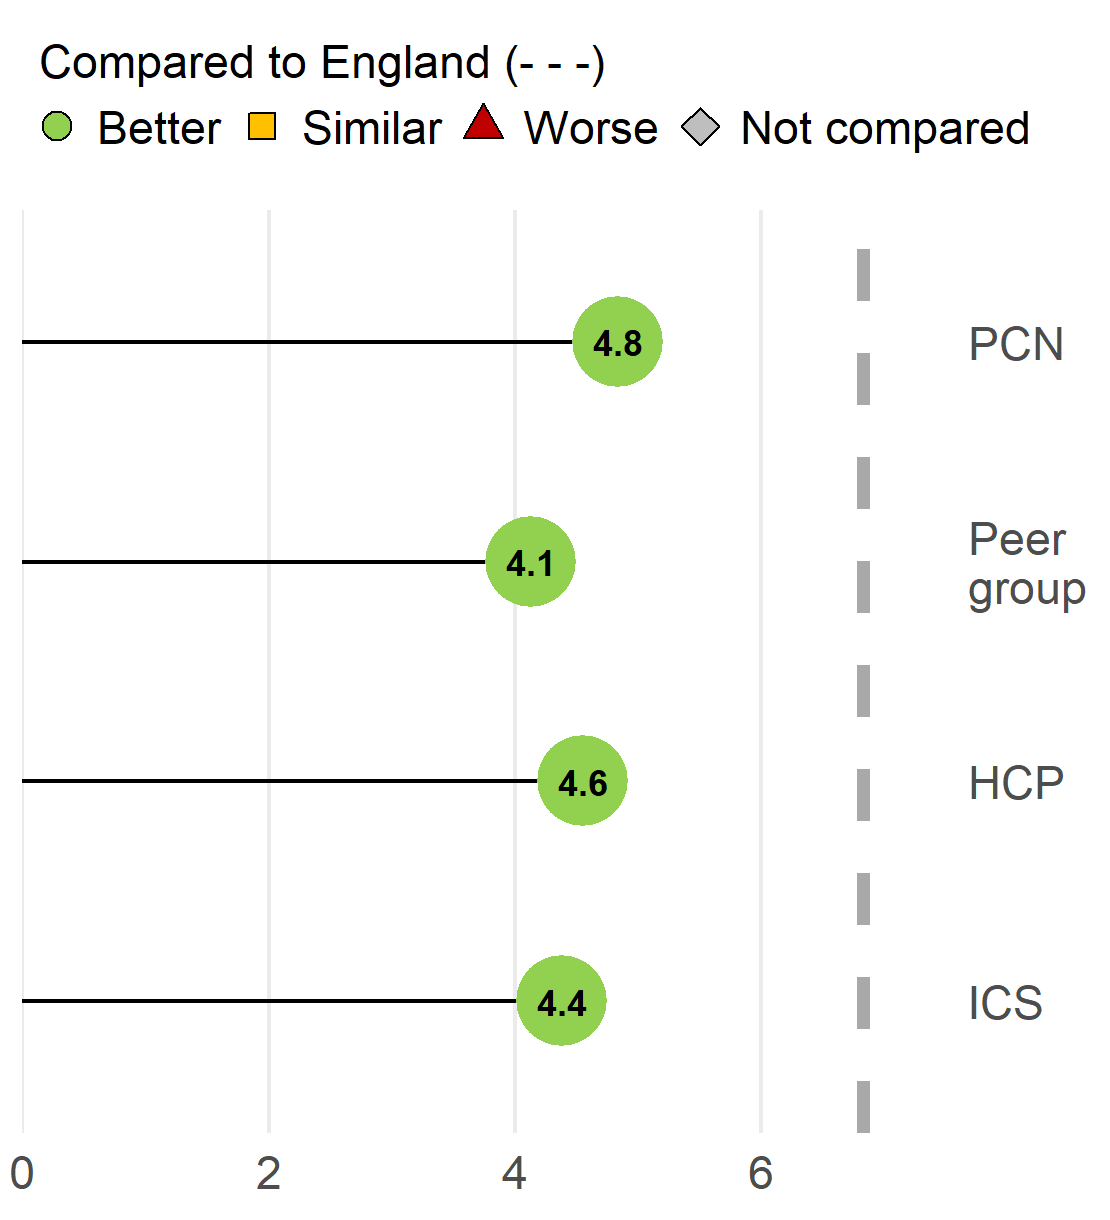 Compared to England (- - -)
Better Similar Worse Not compared
4.8 PCN
4.1 Peer
group
4.6 HCP
4.4 ICS
0 2 4 6